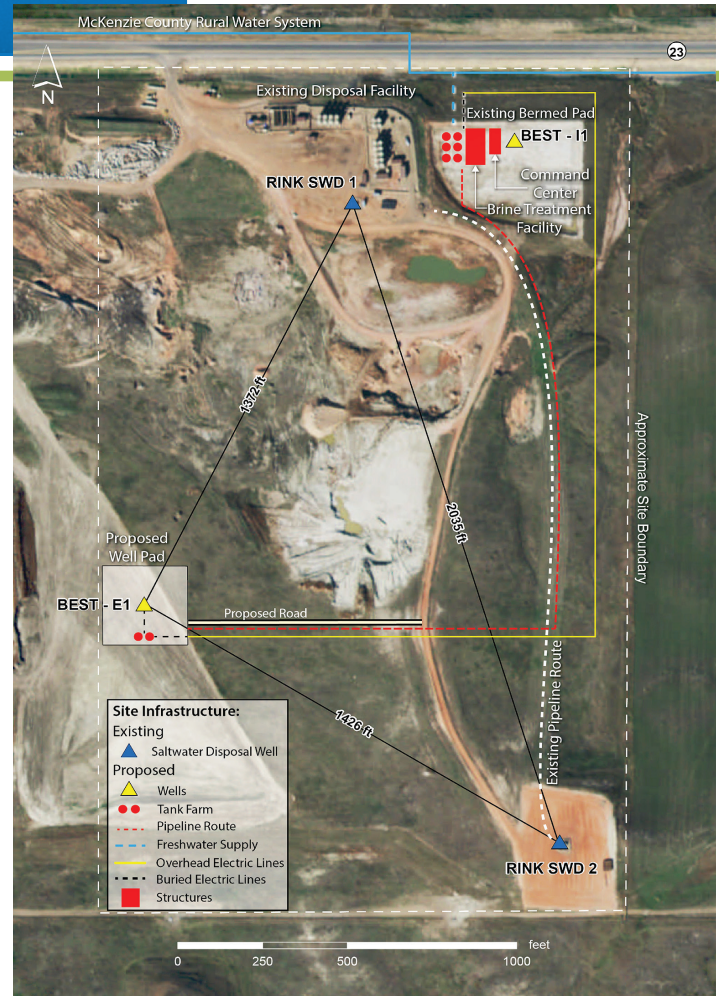 McKenzie County Rural Water System
23
N
Existing Disposal Facility
Existing Bermed Pad
BEST - I1
RINK SWD 1
Command
Center
Brine Treatment
Facility
1372 ft
2035 ft
Approximate Site Boundary
Proposed
Well Pad
BEST - E1
Proposed Road
1426 ft
Existing Pipeline Route
Site Infrastructure:
Existing
Saltwater Disposal Well
Proposed
Wells
Tank Farm
Pipeline Route
Freshwater Supply
Overhead Electric Lines
Buried Electric Lines
Structures
RINK SWD 2
feet
0 250 500 1000